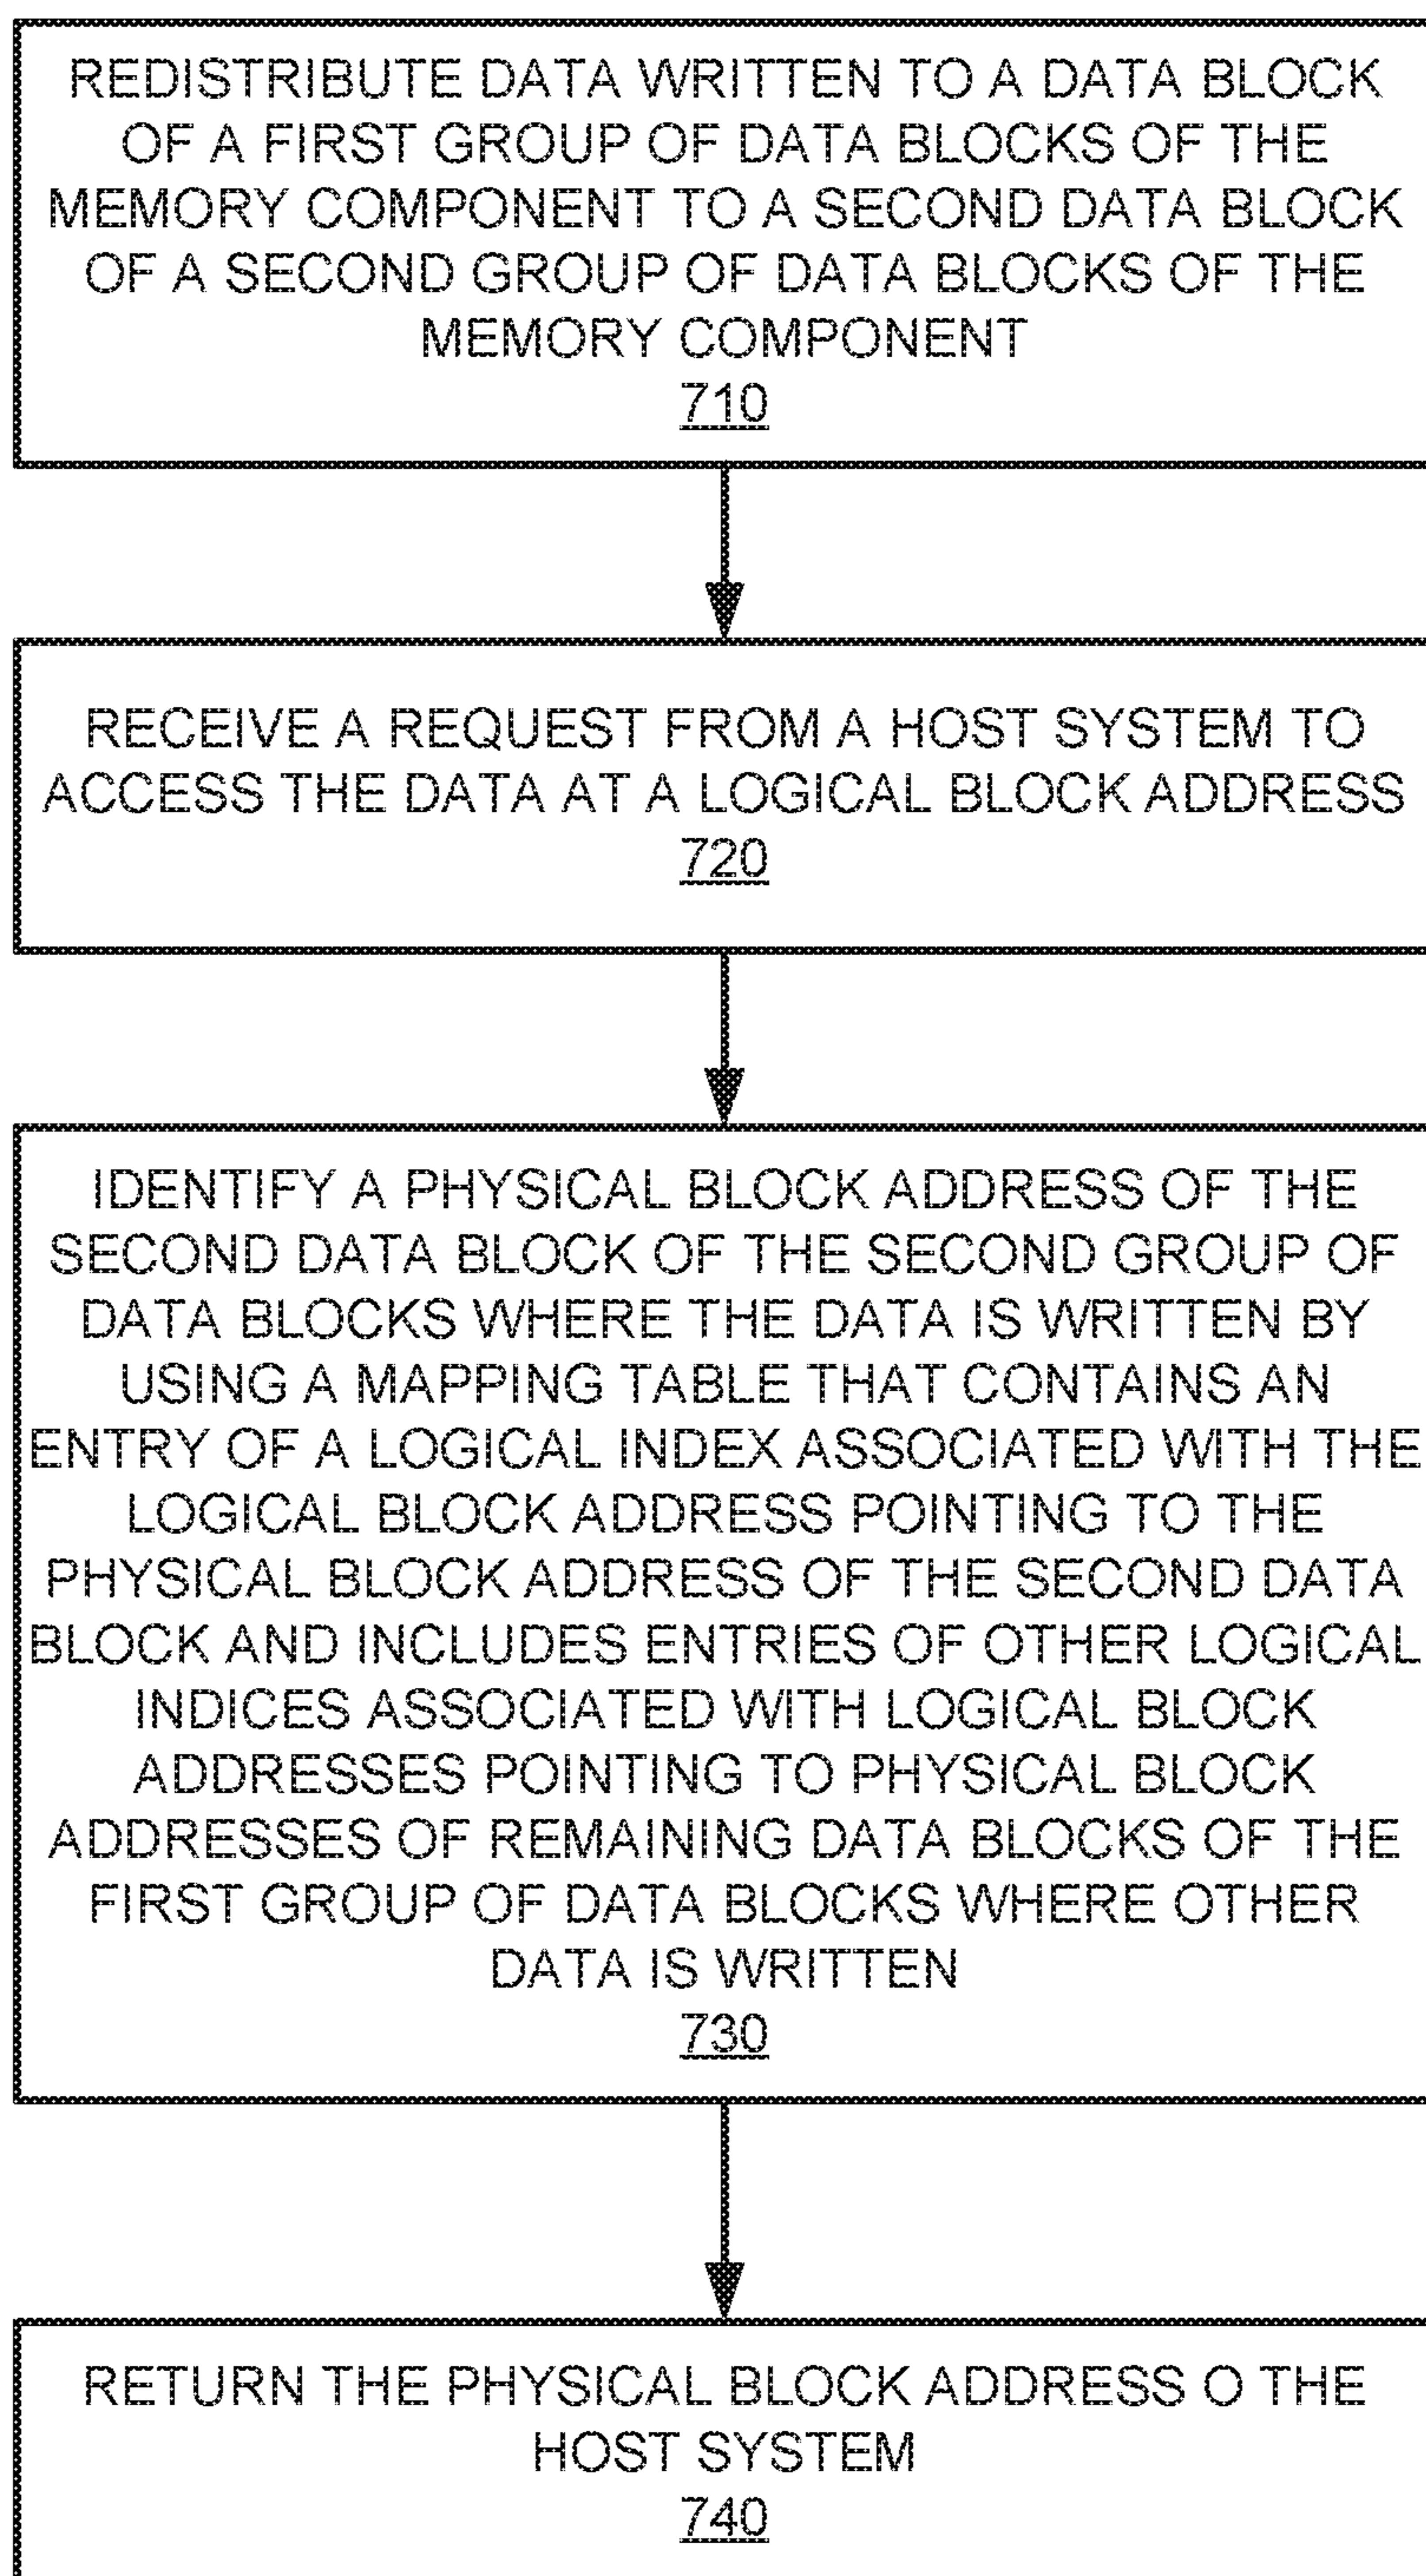 REDISTRIBUTE DATA WRITTEN TO A DATA BLOCK
OF A FIRST GROUP OF DATA BLOCKS OF THE
MEMORY COMPONENT TO A SECOND DATA BLOCK
OF A SECOND GROUP OF DATA BLOCKS OF THE
MEMORY COMPONENT
710
RECEIVE A REQUEST FROM A HOST SYSTEM TO
ACCESS THE DATA AT A LOGICAL BLOCK ADDRESS
720
IDENTIFY A PHYSICAL BLOCK ADDRESS OF THE
SECOND DATA BLOCK OF THE SECOND GROUP OF
DATA BLOCKS WHERE THE DATA IS WRITTEN BY
USING A MAPPING TABLE THAT CONTAINS AN
ENTRY OF A LOGICAL INDEX ASSOCIATED WITH THE
LOGICAL BLOCK ADDRESS POINTING TO THE
PHYSICAL BLOCK ADDRESS OF THE SECOND DATA
BLOCK AND INCLUDES ENTRIES OF OTHER LOGICAL
INDICES ASSOCIATED WITH LOGICAL BLOCK
ADDRESSES POINTING TO PHYSICAL BLOCK
ADDRESSES OF REMAINING DATA BLOCKS OF THE
FIRST GROUP OF DATA BLOCKS WHERE OTHER
DATA IS WRITTEN
730
RETURN THE PHYSICAL BLOCK ADDRESS O THE
HOST SYSTEM
740